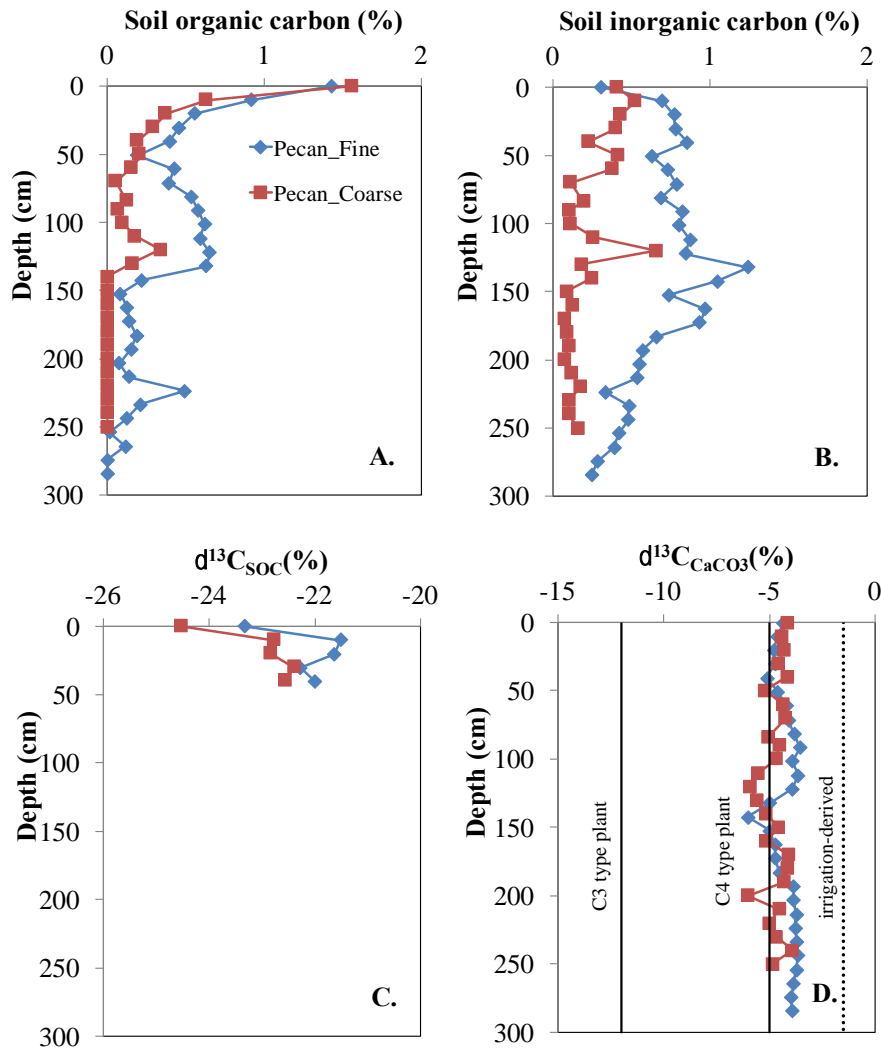 Soil organic carbon (%)
0 1 2
Depth (cm)
0
50
100
150
200
250
300
Pecan_Fine
Pecan_Coarse
A.
Soil inorganic carbon (%)
0 1 2
Depth (cm)
0
50
100
150
200
250
300
B.
d¹³C_SOC(%)
-26 -24 -22 -20
Depth (cm)
0
50
100
150
200
250
300
C.
d¹³C_CaCO3(%)
-15 -10 -5 0
Depth (cm)
0
50
100
150
200
250
300
C3 type plant
C4 type plant
irrigation-derived
D.